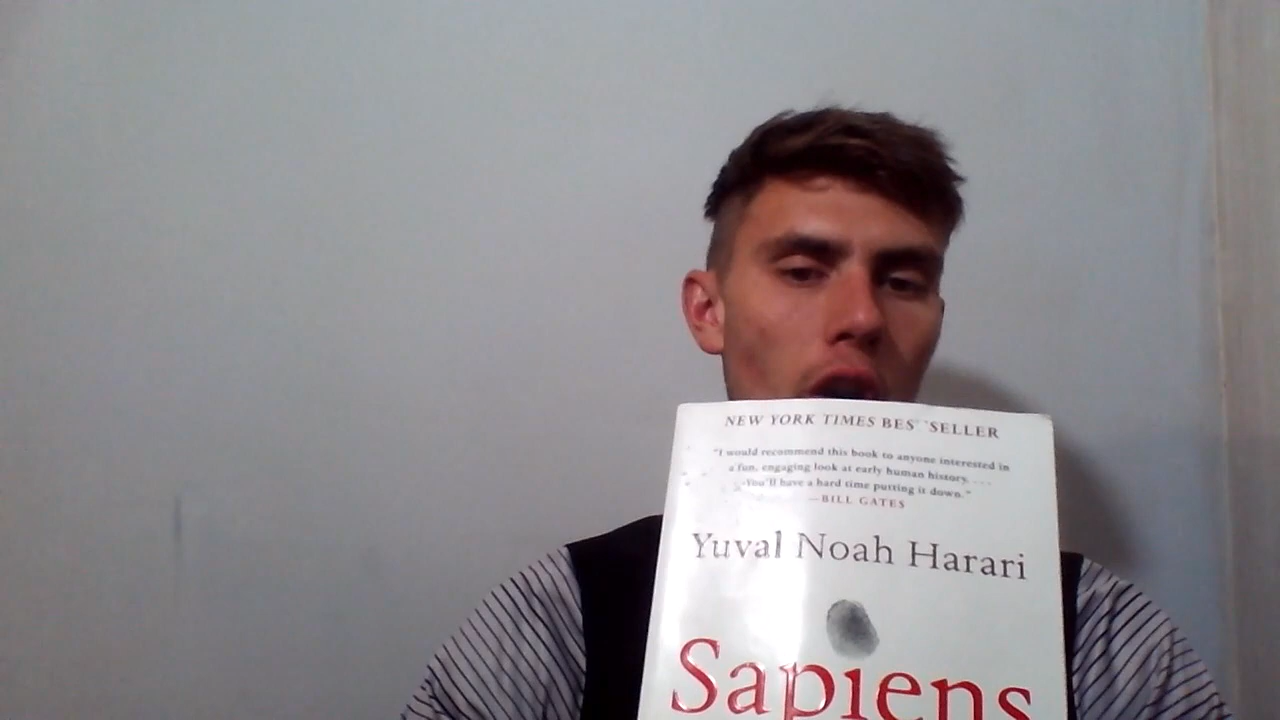 NEW YORK TIMES BES' 'SELLER
"I would recommend this book to anyone interested in
a fun, engaging look at early human history. . . .
You'll have a hard time putting it down."
—BILL GATES
Yuval Noah Harari
Sapiens